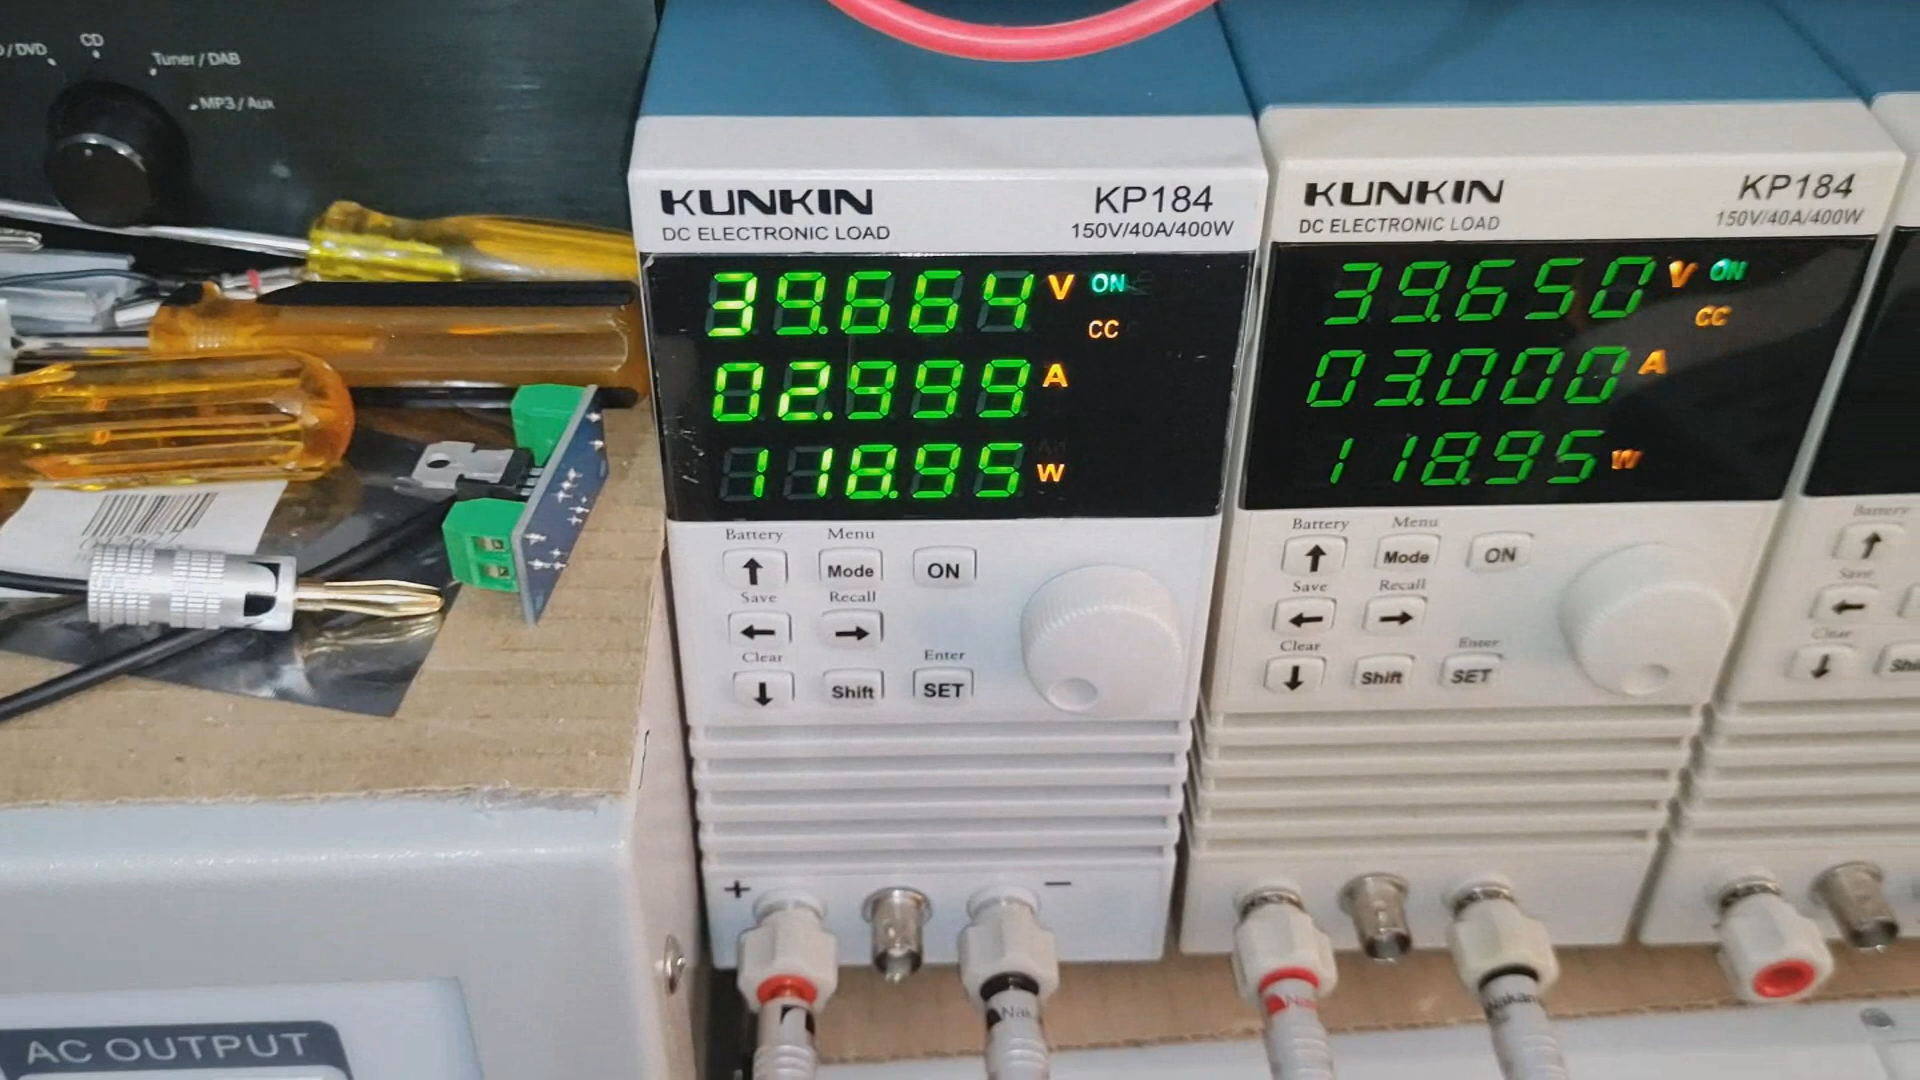 CD
Tuner / DAB
MP3 / Aux
KUNKIN
KP184
DC ELECTRONIC LOAD
150V/40A/400W
39.664 V ON
CC
02.999 A
118.95 W
Battery
Menu
Mode
ON
Save
Recall
Clear
Enter
Shift
SET
+
−
KUNKIN
KP184
DC ELECTRONIC LOAD
150V/40A/400W
39.650 V ON
CC
03.000 A
118.95 W
Battery
Menu
Mode
ON
Save
Recall
Clear
Enter
Shift
SET
Battery
Save
Clear
AC OUTPUT